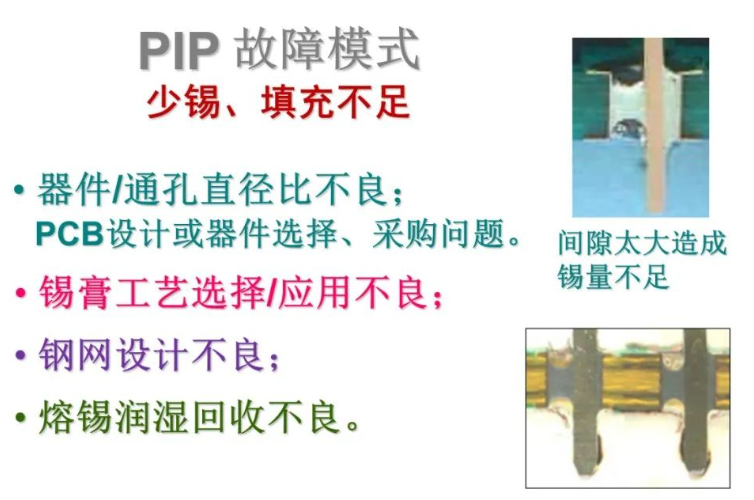 PIP 故障模式
少锡、填充不足
• 器件/通孔直径比不良；
PCB设计或器件选择、采购问题。
间隙太大造成
锡量不足
• 锡膏工艺选择/应用不良；
• 钢网设计不良；
• 熔锡润湿回收不良。